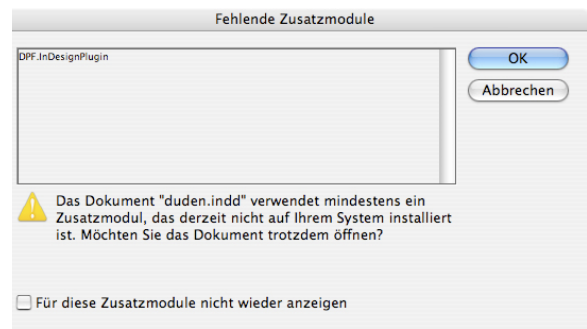 Fehlende Zusatzmodule
DPF.InDesignPlugin
OK
Abbrechen
Das Dokument "duden.indd" verwendet mindestens ein
Zusatzmodul, das derzeit nicht auf Ihrem System installiert
ist. Möchten Sie das Dokument trotzdem öffnen?
Für diese Zusatzmodule nicht wieder anzeigen